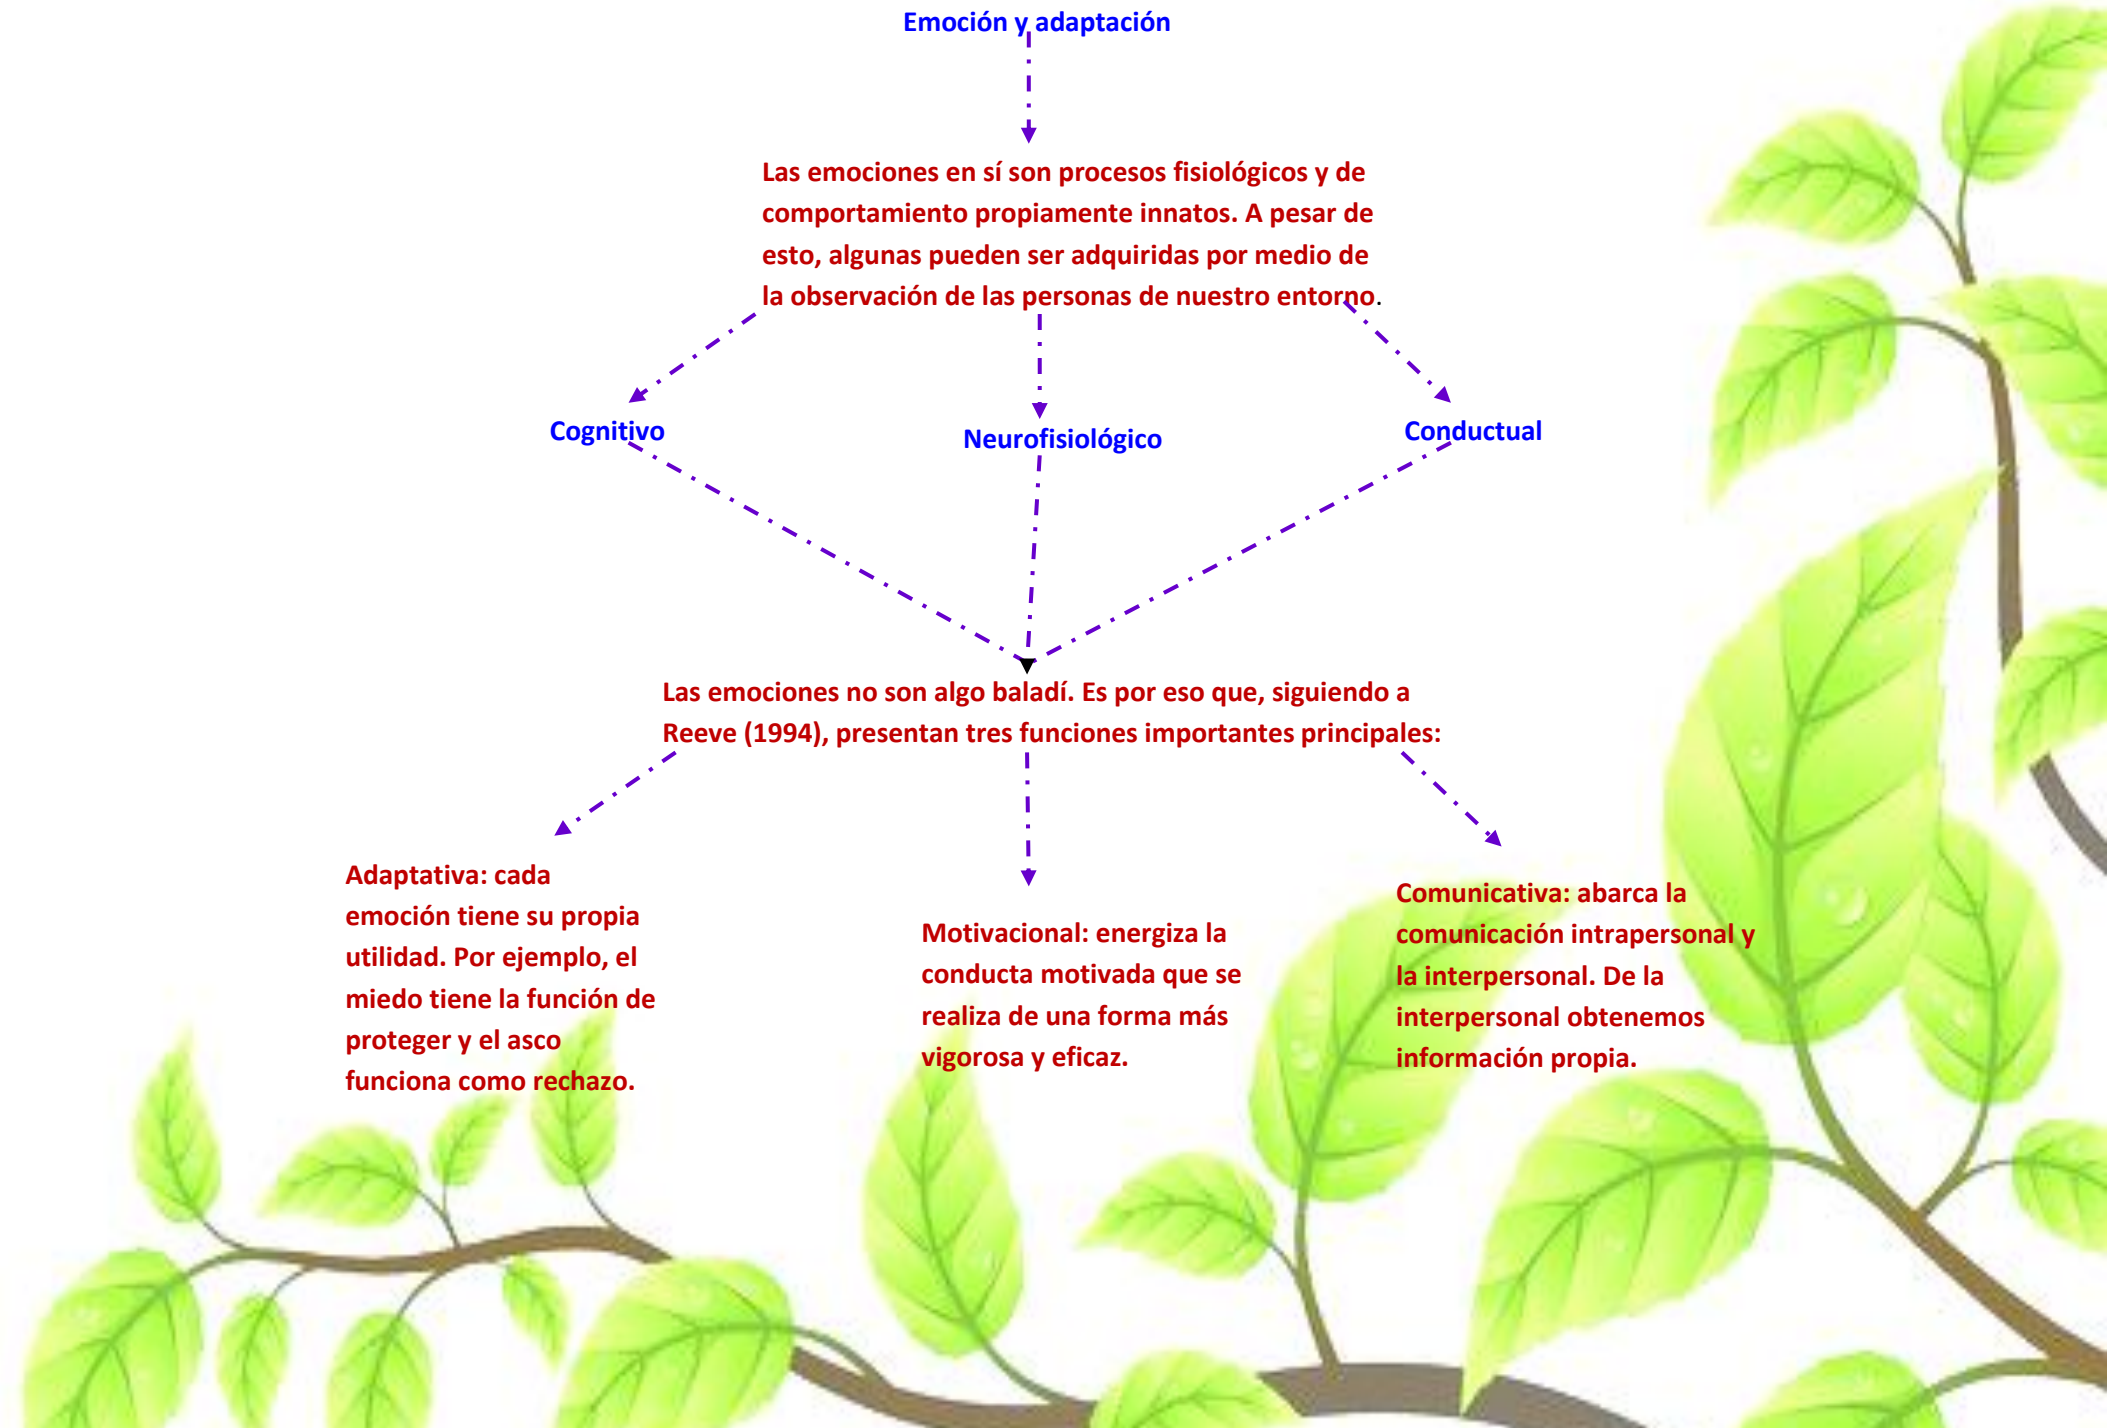 Emoción y adaptación
Las emociones en sí son procesos fisiológicos y de
comportamiento propiamente innatos. A pesar de
esto, algunas pueden ser adquiridas por medio de
la observación de las personas de nuestro entorno.
Cognitivo
Neurofisiológico
Conductual
Las emociones no son algo baladí. Es por eso que, siguiendo a
Reeve (1994), presentan tres funciones importantes principales:
Adaptativa: cada
emoción tiene su propia
utilidad. Por ejemplo, el
miedo tiene la función de
proteger y el asco
funciona como rechazo.
Motivacional: energiza la
conducta motivada que se
realiza de una forma más
vigorosa y eficaz.
Comunicativa: abarca la
comunicación intrapersonal y
la interpersonal. De la
interpersonal obtenemos
información propia.